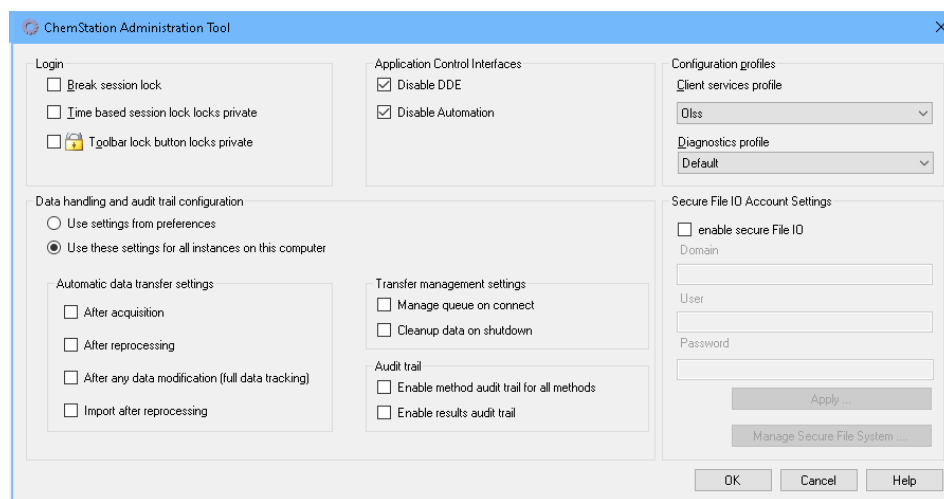 ChemStation Administration Tool
Login
Break session lock
Time based session lock locks private
Toolbar lock button locks private
Application Control Interfaces
Disable DDE
Disable Automation
Configuration profiles
Client services profile
Olss
Diagnostics profile
Default
Data handling and audit trail configuration
Use settings from preferences
Use these settings for all instances on this computer
Automatic data transfer settings
After acquisition
After reprocessing
After any data modification (full data tracking)
Import after reprocessing
Transfer management settings
Manage queue on connect
Cleanup data on shutdown
Audit trail
Enable method audit trail for all methods
Enable results audit trail
Secure File IO Account Settings
enable secure File IO
Domain
User
Password
Apply ...
Manage Secure File System ....
OK
Cancel
Help